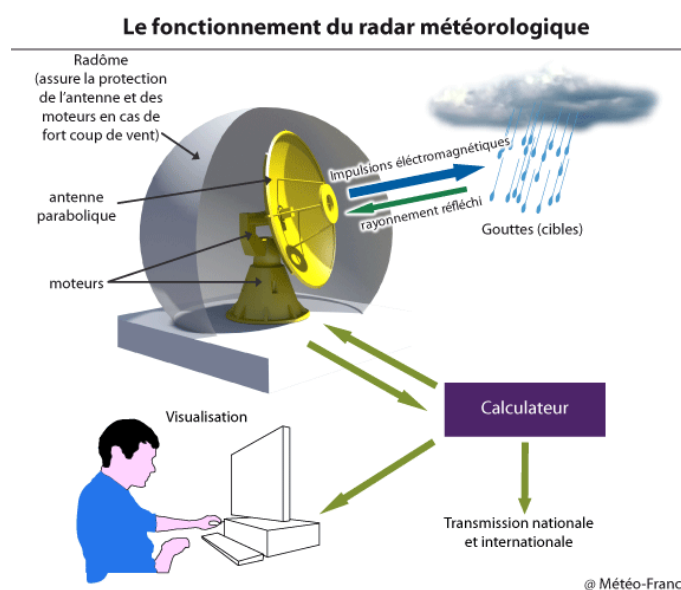 Le fonctionnement du radar météorologique
Radôme
(assure la protection
de l'antenne et des
moteurs en cas de
fort coup de vent)
antenne
parabolique
moteurs
Impulsions éléctromagnétiques
rayonnement réfléchi
Gouttes (cibles)
Calculateur
Visualisation
Transmission nationale
et internationale
@ Météo-Franc